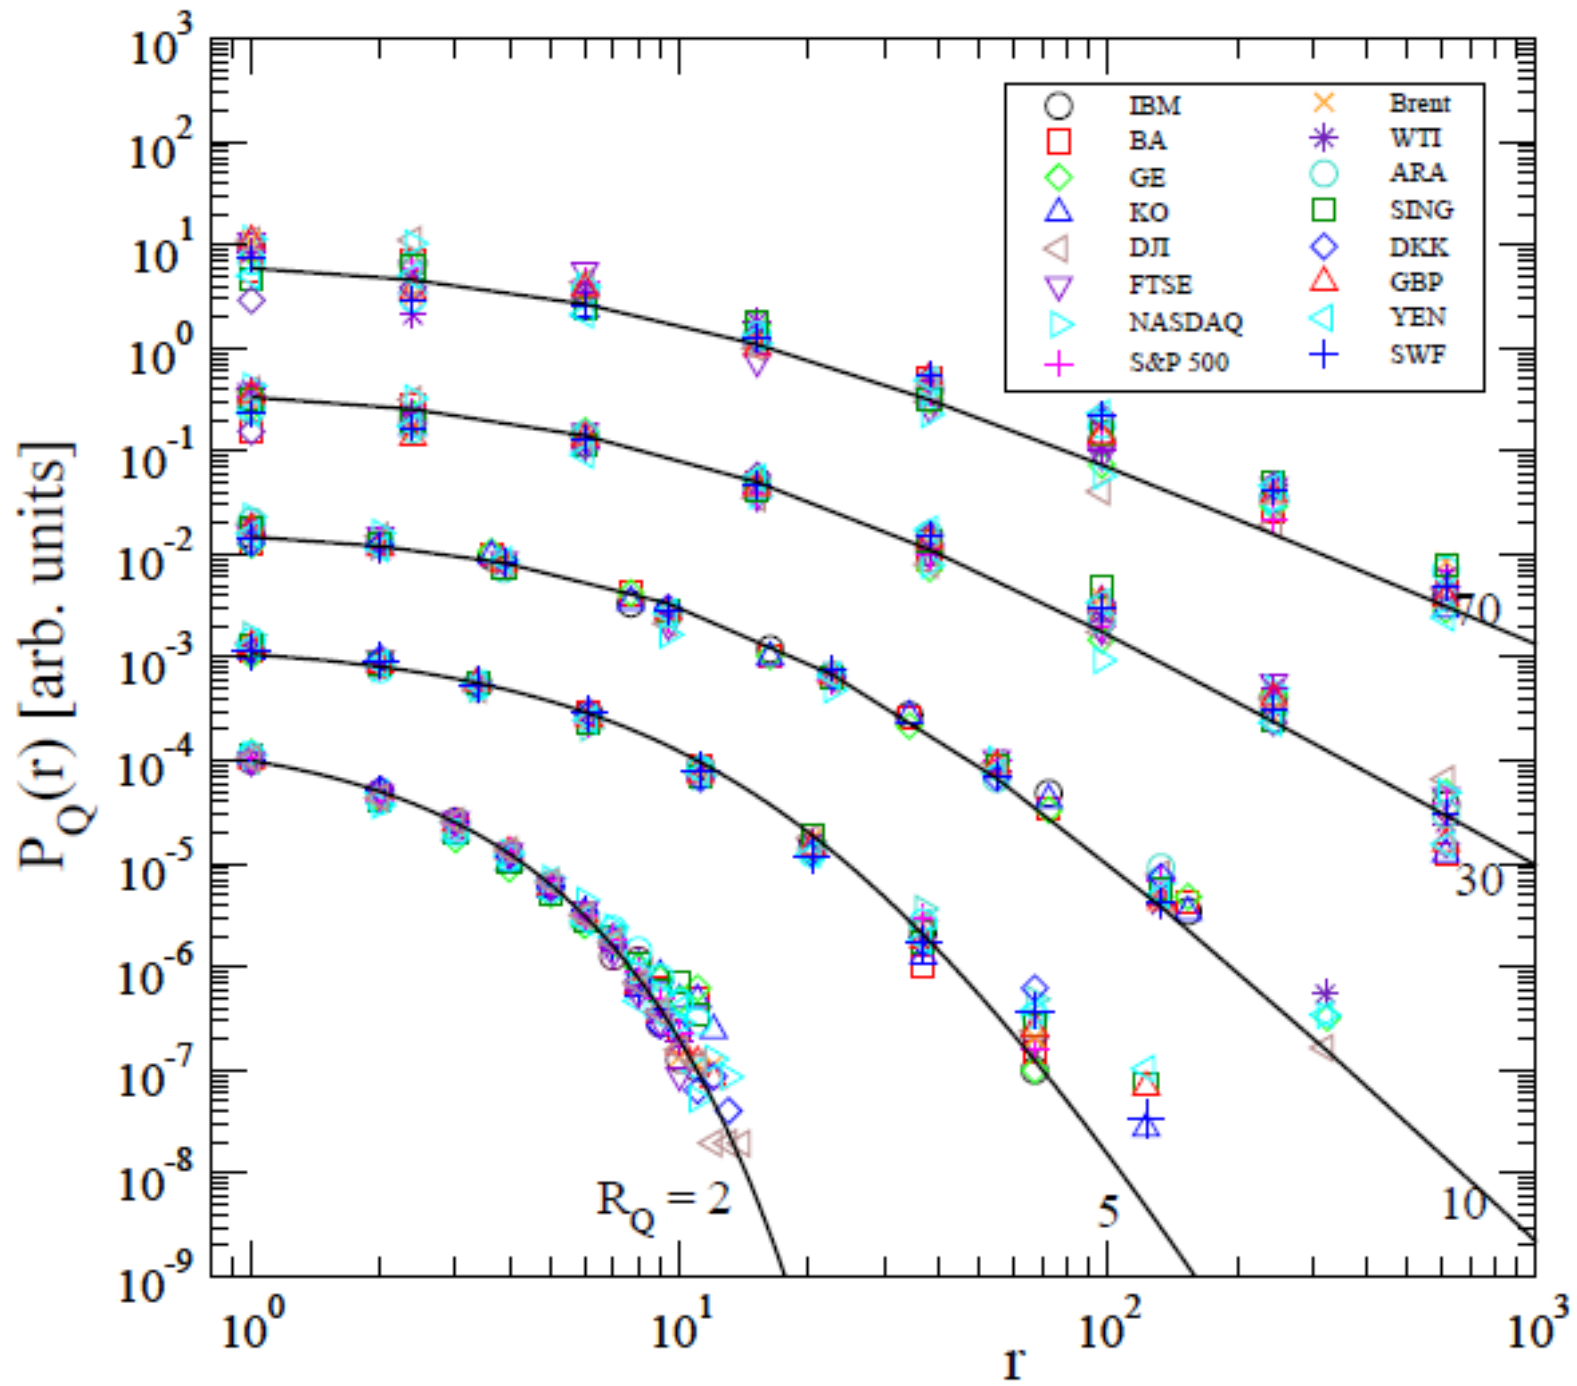 10^3
10^2
10^1
10^0
10^-1
10^-2
10^-3
10^-4
10^-5
10^-6
10^-7
10^-8
10^-9
P_Q(r) [arb. units]
IBM
BA
GE
KO
DJI
FTSE
NASDAQ
S&P 500
Brent
WTI
ARA
SING
DKK
GBP
YEN
SWF
70
30
R_Q = 2
5
10
10^0
10^1
10^2
10^3
r